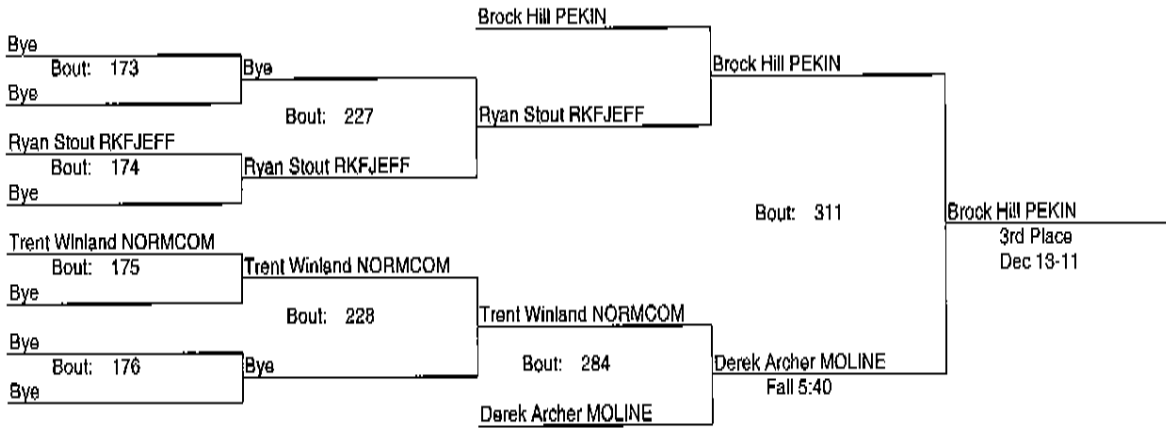 Brock Hill PEKIN
Bye
Bout: 173
Bye
Bye
Brock Hill PEKIN
Bout: 227
Ryan Stout RKFJEFF
Ryan Stout RKFJEFF
Bout: 174
Ryan Stout RKFJEFF
Bye
Bout: 311
Brock Hill PEKIN
3rd Place
Dec 13-11
Trent Winland NORMCOM
Bout: 175
Trent Winland NORMCOM
Bye
Bout: 228
Trent Winland NORMCOM
Bye
Bout: 176
Bye
Bout: 284
Derek Archer MOLINE
Fall 5:40
Bye
Derek Archer MOLINE